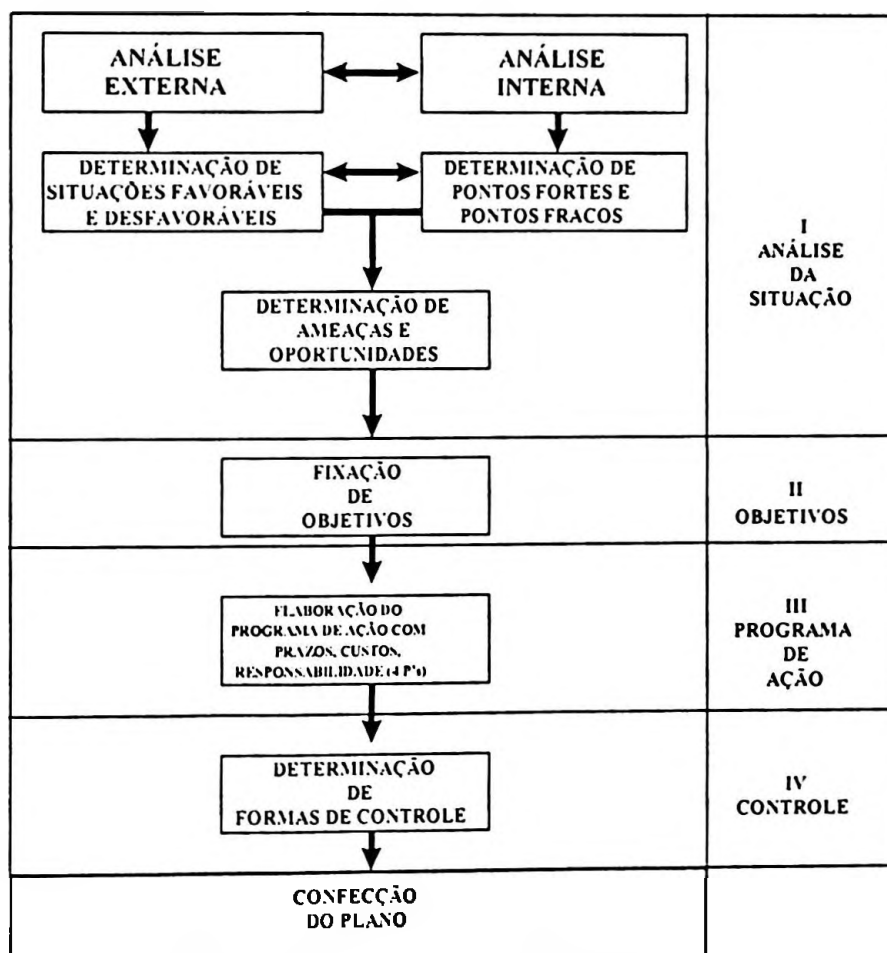 ANÁLISE
EXTERNA
ANÁLISE
INTERNA
DETERMINAÇÃO DE
SITUAÇÕES FAVORÁVEIS
E DESFAVORÁVEIS
DETERMINAÇÃO DE
PONTOS FORTES E
PONTOS FRACOS
DETERMINAÇÃO DE
AMEAÇAS E
OPORTUNIDADES
I
ANÁLISE
DA
SITUAÇÃO
FIXAÇÃO
DE
OBJETIVOS
II
OBJETIVOS
ELABORAÇÃO DO
PROGRAMA DE AÇÃO COM
PRAZOS, CUSTOS,
RESPONSABILIDADE (4 P's)
III
PROGRAMA
DE
AÇÃO
DETERMINAÇÃO
DE
FORMAS DE CONTROLE
IV
CONTROLE
CONFECÇÃO
DO PLANO